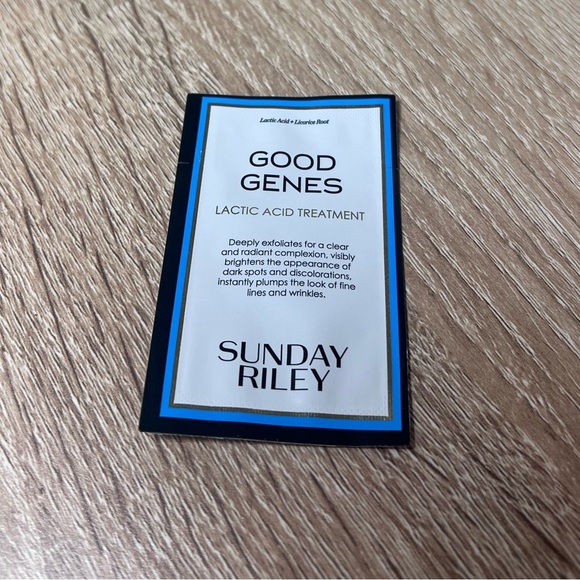 Lactic Acid + Licorice Root
GOOD
GENES
LACTIC ACID TREATMENT
Deeply exfoliates for a clear
and radiant complexion, visibly
brightens the appearance of
dark spots and discolorations,
instantly plumps the look of fine
lines and wrinkles.
SUNDAY
RILEY